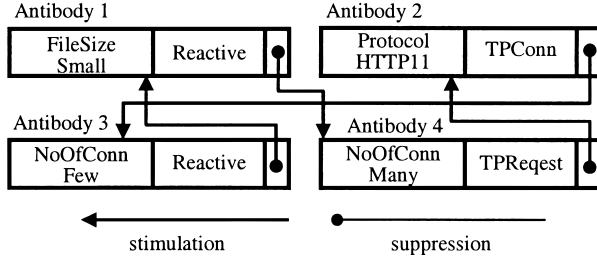 Antibody 1
Antibody 2
FileSize
Small
Reactive
Protocol
HTTP11
TPConn
Antibody 3
Antibody 4
NoOfConn
Few
Reactive
NoOfConn
Many
TPReqest
stimulation
suppression